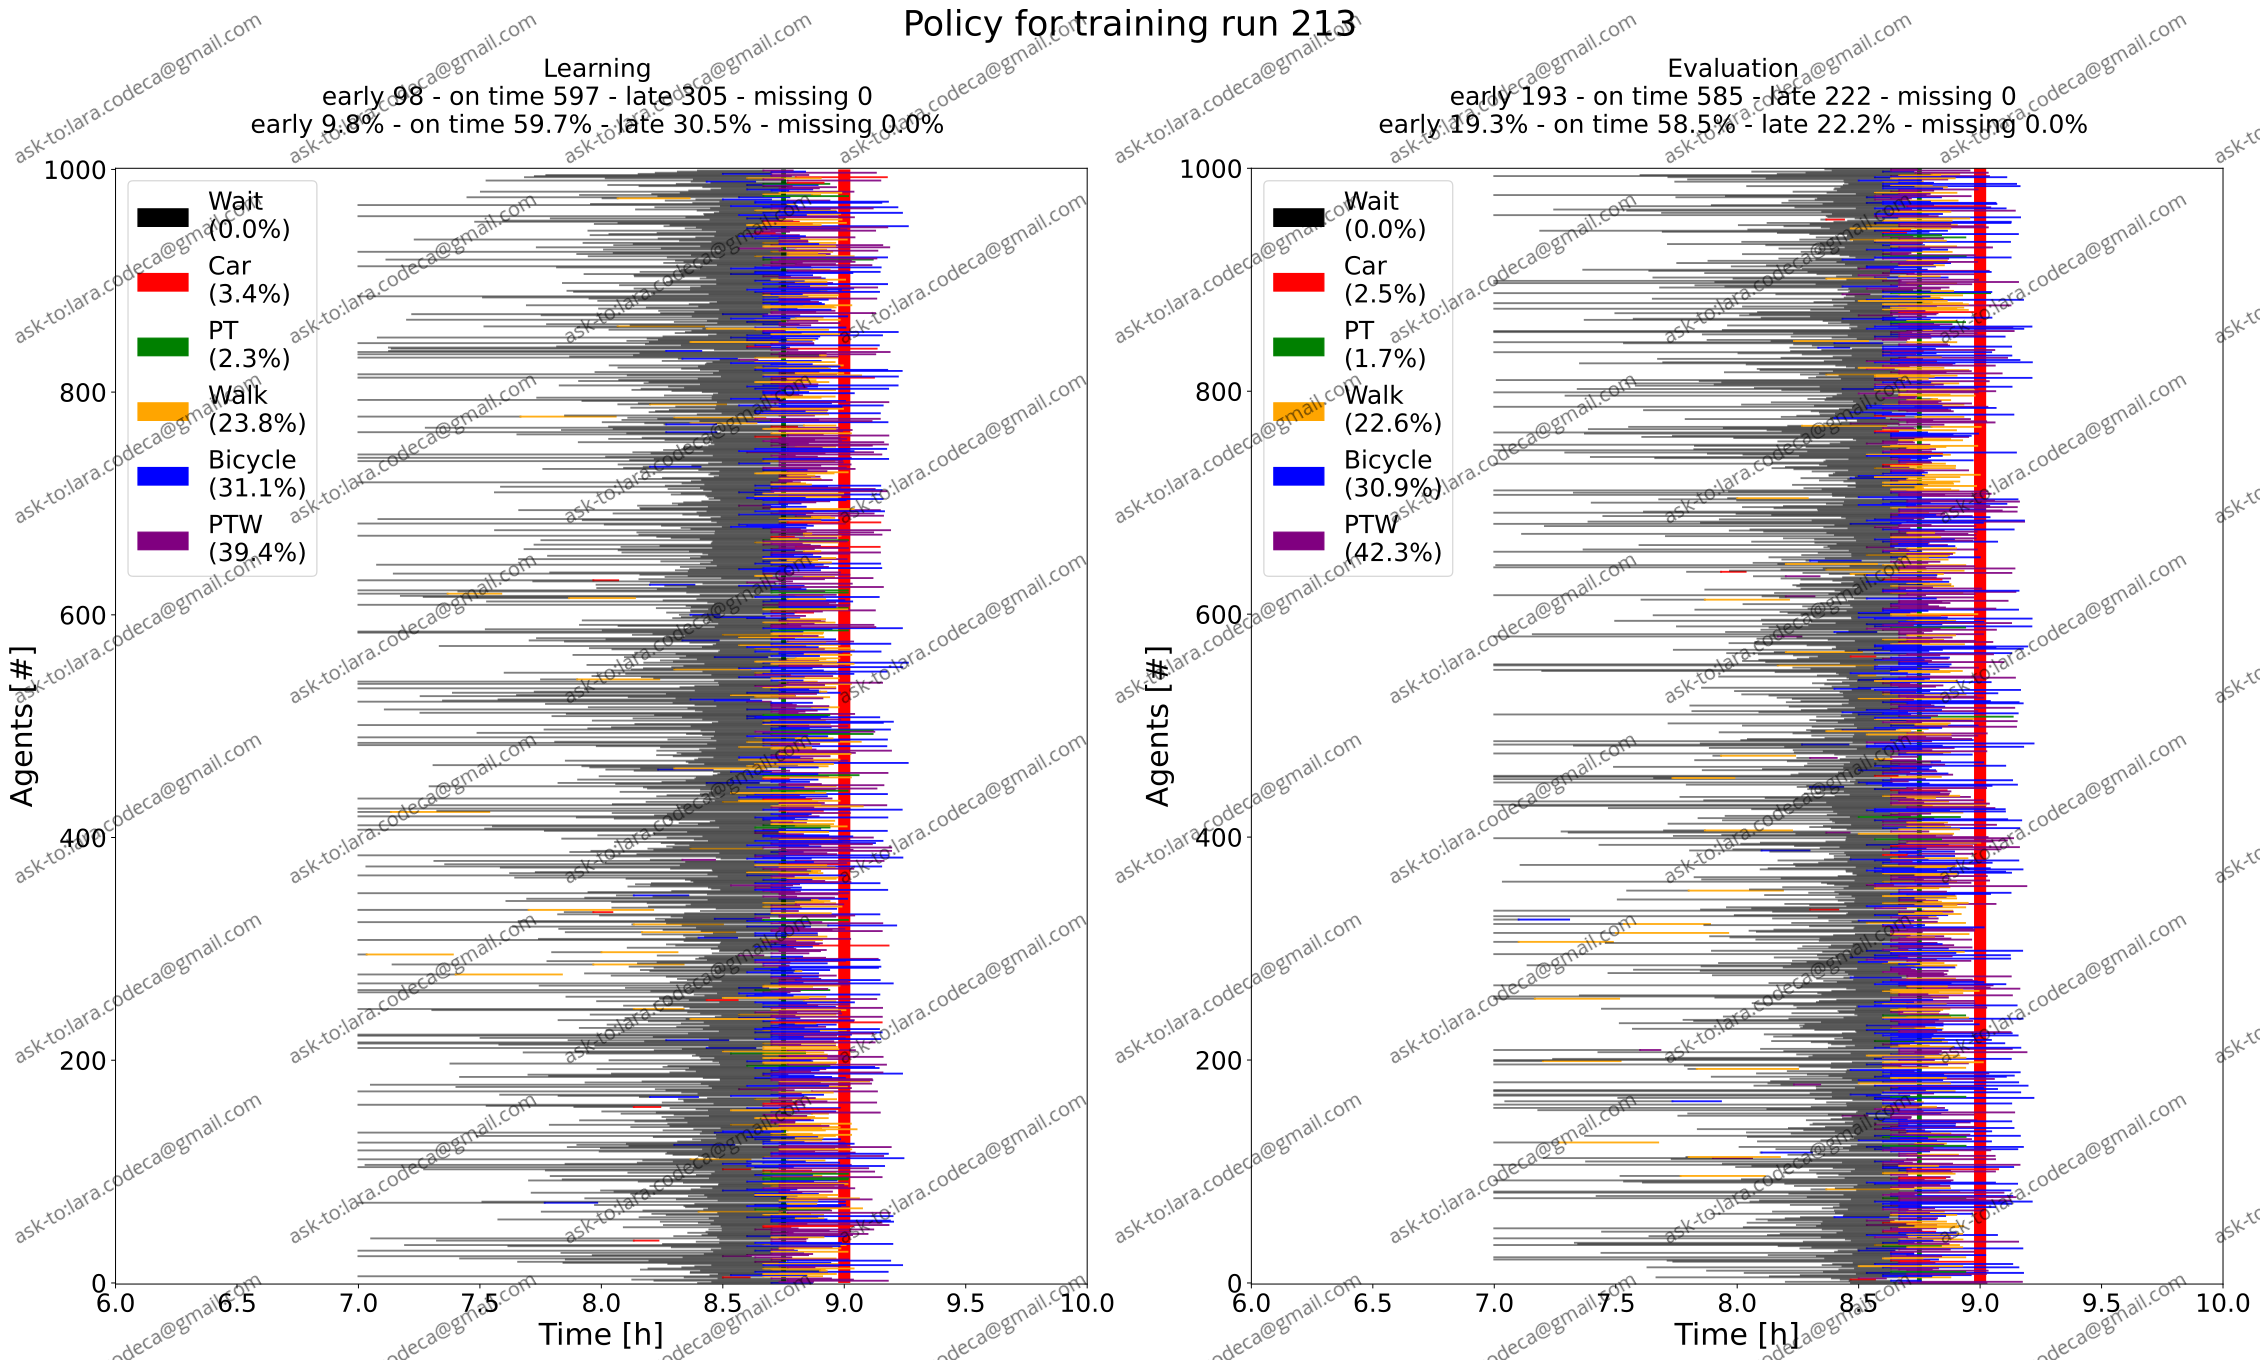 Policy for training run 213
Learning
early 98 - on time 597 - late 305 - missing 0
early 9.8% - on time 59.7% - late 30.5% - missing 0.0%
Agents [#]
1000
800
600
400
200
0
Wait
(0.0%)
Car
(3.4%)
PT
(2.3%)
Walk
(23.8%)
Bicycle
(31.1%)
PTW
(39.4%)
6.0 6.5 7.0 7.5 8.0 8.5 9.0 9.5 10.0
Time [h]
Evaluation
early 193 - on time 585 - late 222 - missing 0
early 19.3% - on time 58.5% - late 22.2% - missing 0.0%
Agents [#]
1000
800
600
400
200
0
Wait
(0.0%)
Car
(2.5%)
PT
(1.7%)
Walk
(22.6%)
Bicycle
(30.9%)
PTW
(42.3%)
6.0 6.5 7.0 7.5 8.0 8.5 9.0 9.5 10.0
Time [h]
ask-to:lara.codeca@gmail.com